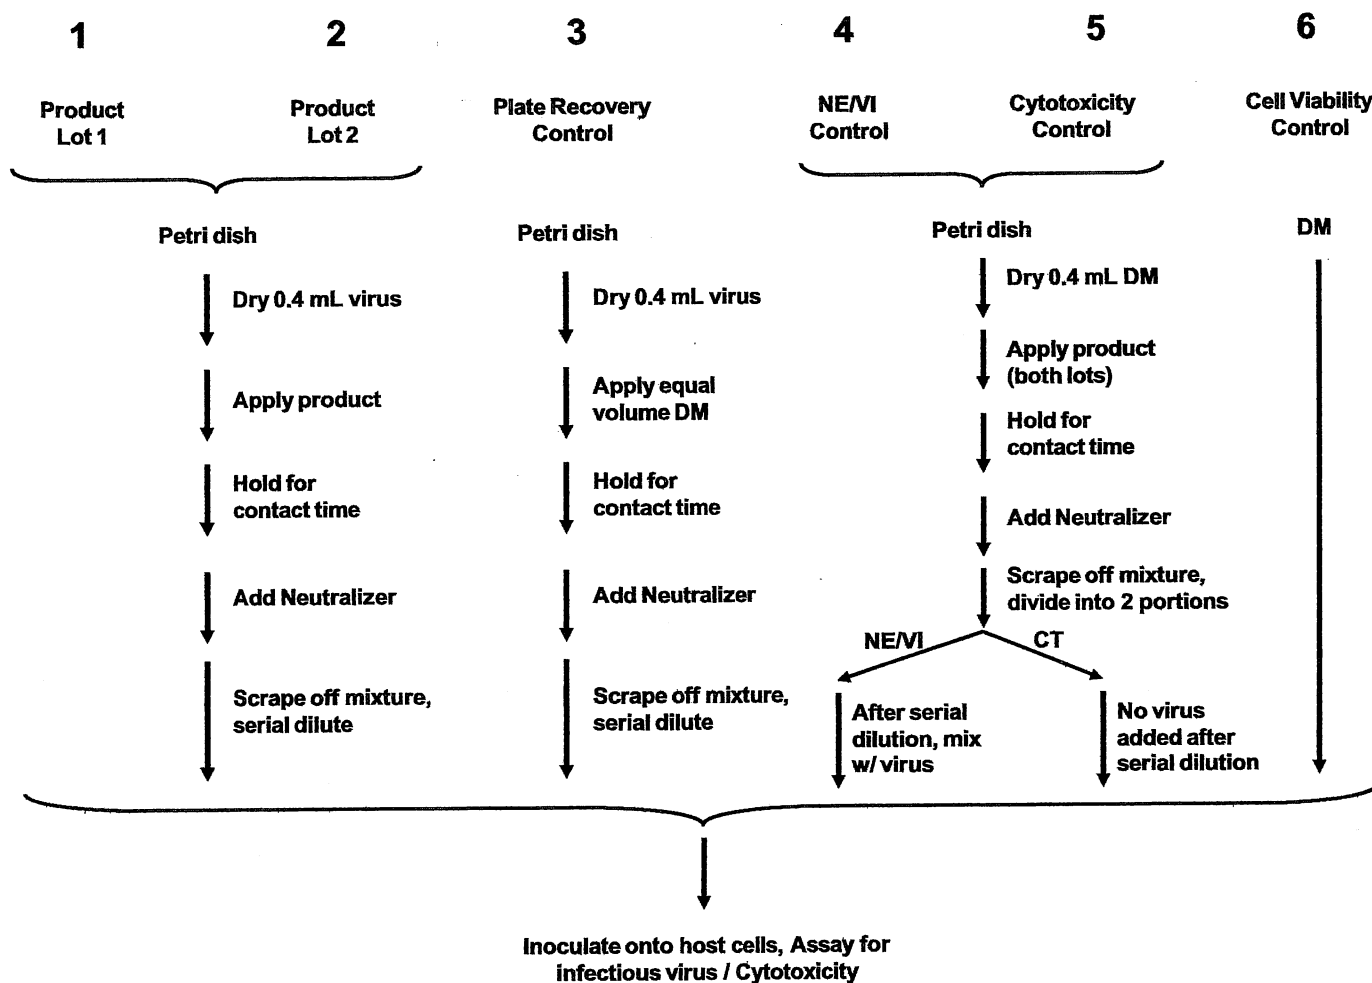 1 2 3 4 5 6
Product
Lot 1
Product
Lot 2
Plate Recovery
Control
NE/VI
Control
Cytotoxicity
Control
Cell Viability
Control
Petri dish
Dry 0.4 mL virus
Apply product
Hold for
contact time
Add Neutralizer
Scrape off mixture,
serial dilute
Petri dish
Dry 0.4 mL virus
Apply equal
volume DM
Hold for
contact time
Add Neutralizer
Scrape off mixture,
serial dilute
Petri dish
Dry 0.4 mL DM
Apply product
(both lots)
Hold for
contact time
Add Neutralizer
Scrape off mixture,
divide into 2 portions
NE/VI
CT
After serial
dilution, mix
w/ virus
No virus
added after
serial dilution
DM
Inoculate onto host cells, Assay for
infectious virus / Cytotoxicity